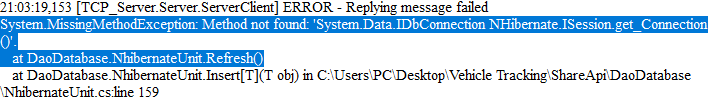 21:03:19,153 [TCP_Server.Server.ServerClient] ERROR - Replying message failed
System.MissingMethodException: Method not found: 'System.Data.IDbConnection NHibernate.ISession.get_Connection
()'.
   at DaoDatabase.NhibernateUnit.Refresh()
   at DaoDatabase.NhibernateUnit.Insert[T](T obj) in C:\Users\PC\Desktop\Vehicle Tracking\ShareApi\DaoDatabase
\NhibernateUnit.cs:line 159